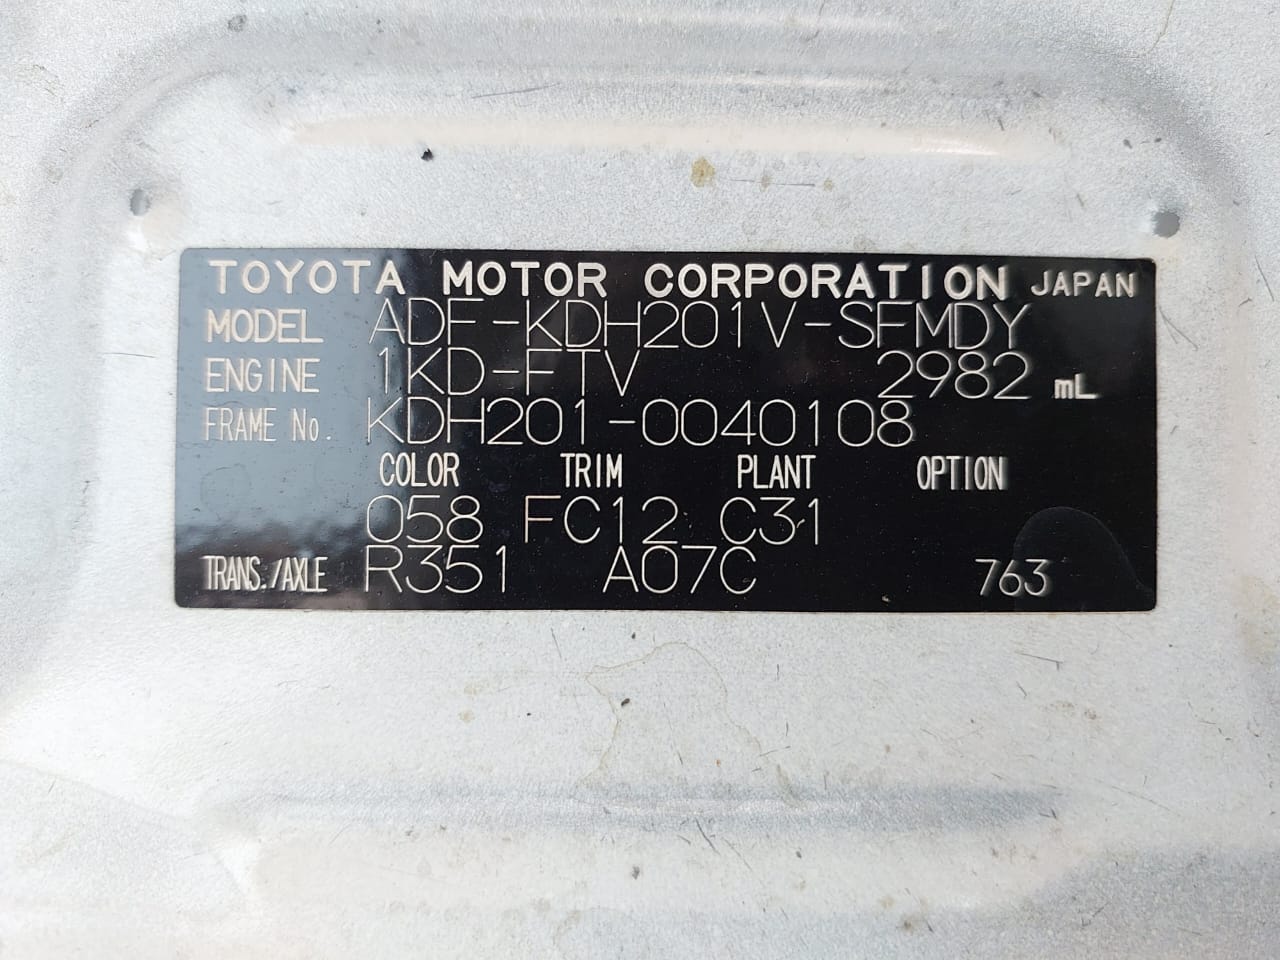 TOYOTA MOTOR CORPORATION JAPAN
MODEL ADF-KDH201V-SFMDY
ENGINE 1KD-FTV 2982 mL
FRAME No. KDH201-0040108
COLOR TRIM PLANT OPTION
058 FC12 C31
TRANS./AXLE R351 A07C 763